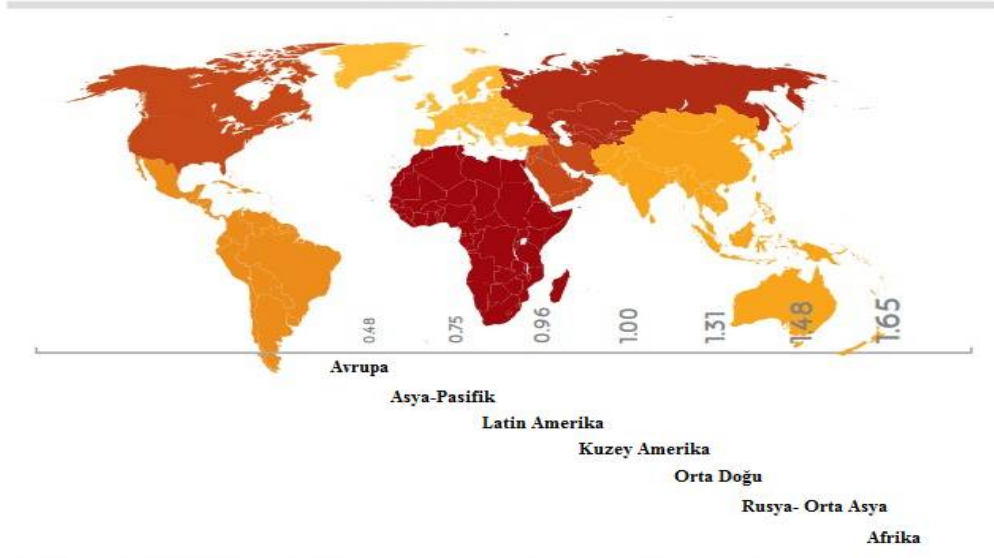 0.48
0.75
0.96
1.00
1.31
1.48
1.65
Avrupa
Asya-Pasifik
Latin Amerika
Kuzey Amerika
Orta Doğu
Rusya- Orta Asya
Afrika